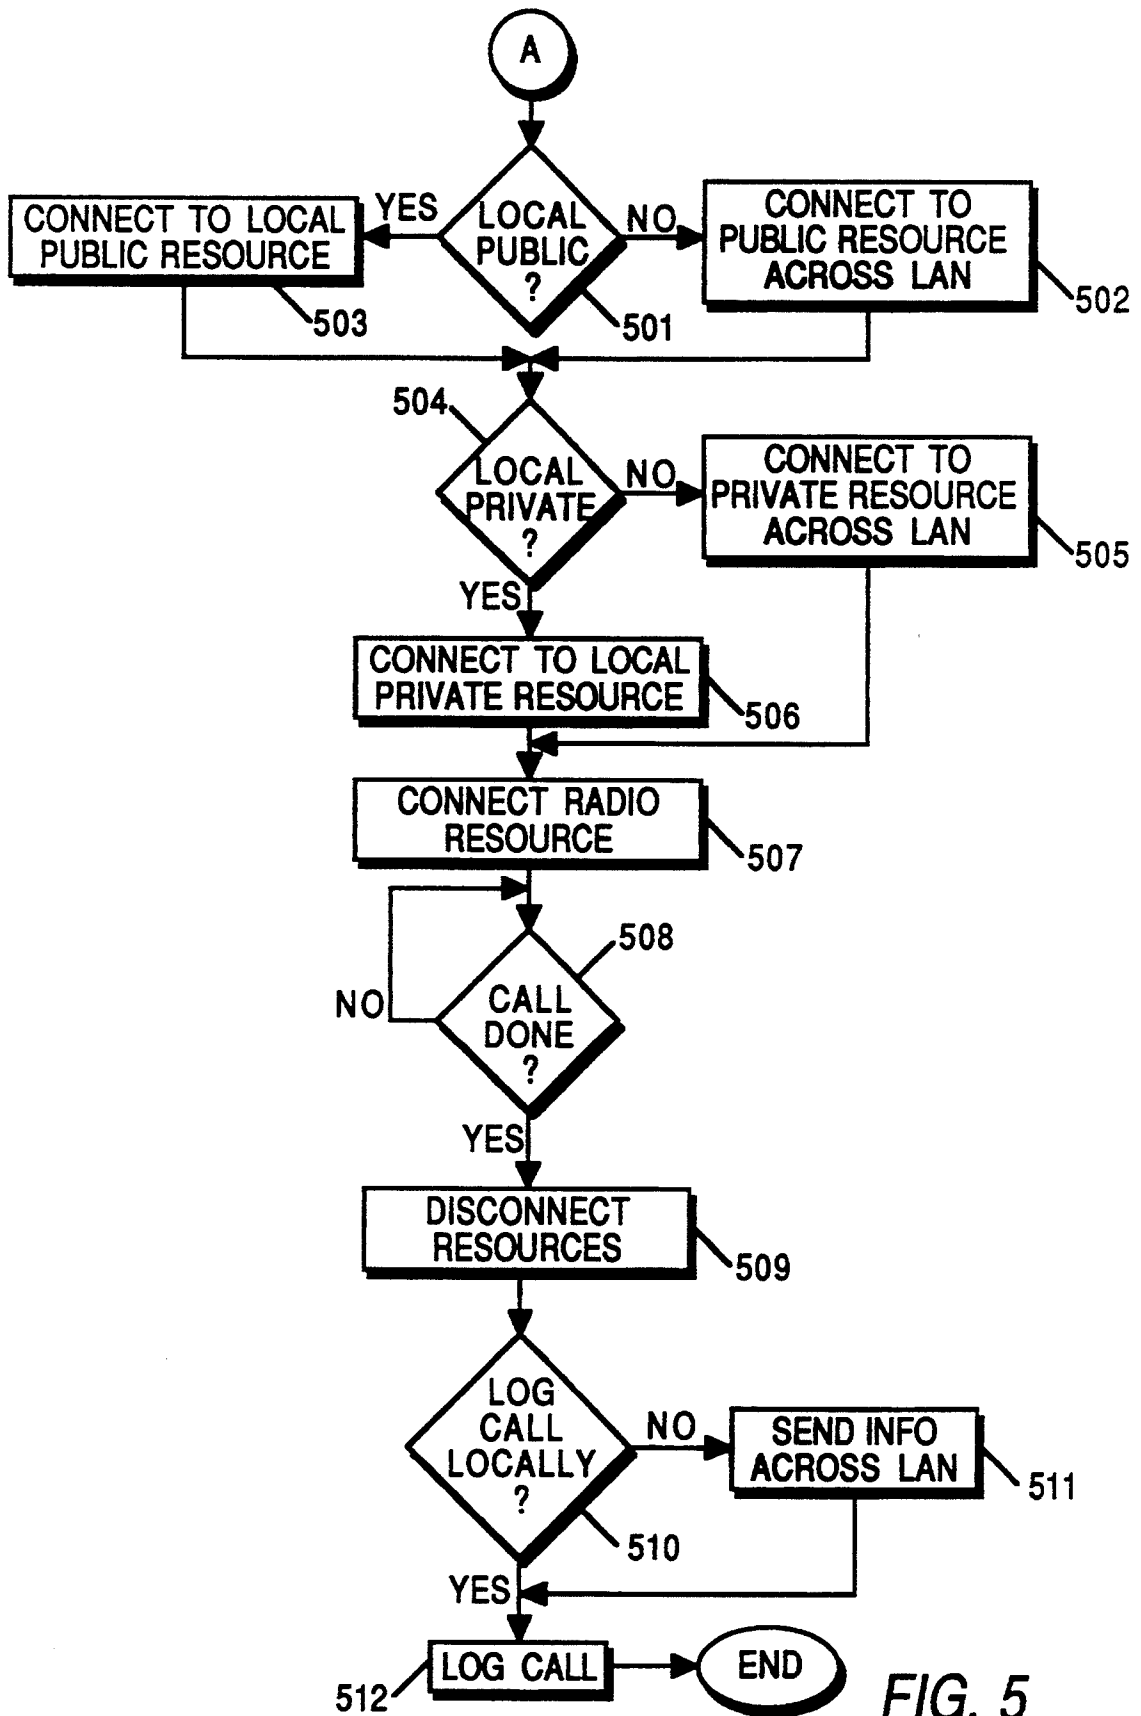 A
LOCAL
PUBLIC
?
YES
NO
CONNECT TO LOCAL
PUBLIC RESOURCE
503
501
CONNECT TO
PUBLIC RESOURCE
ACROSS LAN
502
504
LOCAL
PRIVATE
?
NO
CONNECT TO
PRIVATE RESOURCE
ACROSS LAN
505
YES
CONNECT TO LOCAL
PRIVATE RESOURCE
506
CONNECT RADIO
RESOURCE
507
508
CALL
DONE
?
NO
YES
DISCONNECT
RESOURCES
509
LOG
CALL
LOCALLY
?
NO
SEND INFO
ACROSS LAN
511
510
YES
LOG CALL
512
END
FIG. 5